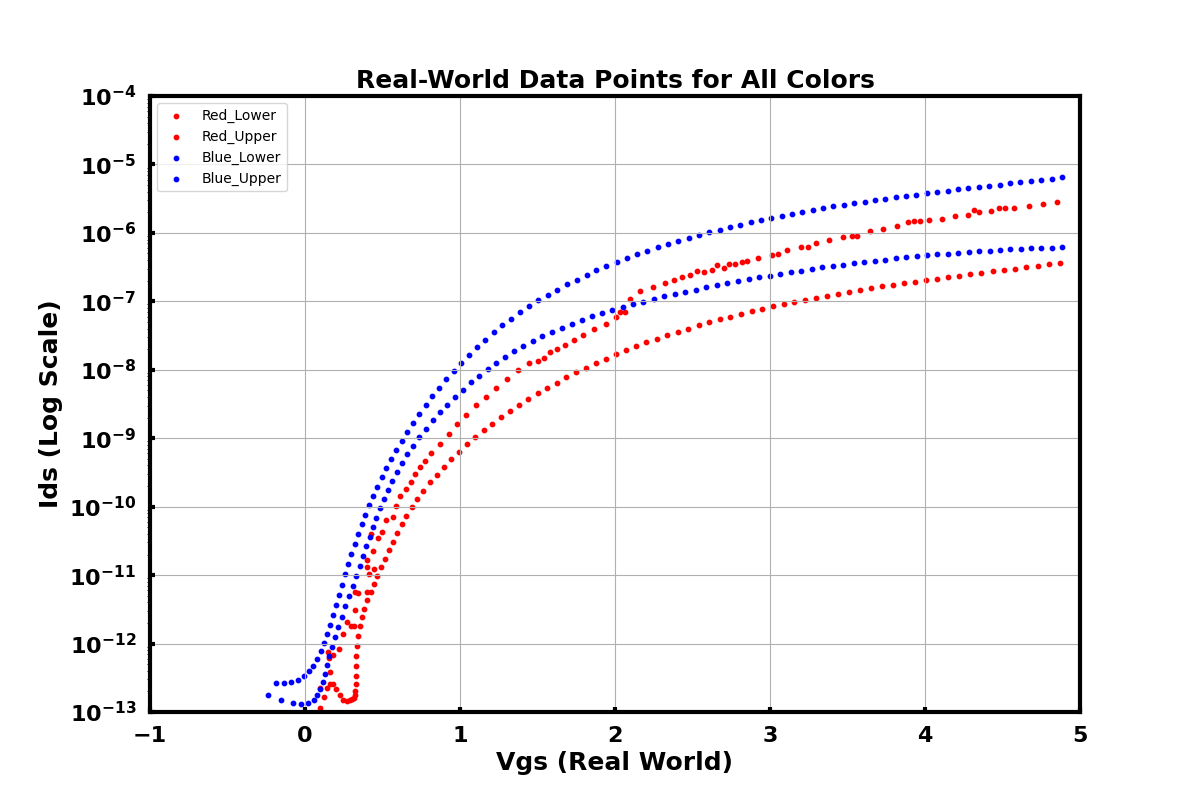 Real-World Data Points for All Colors
Ids (Log Scale)
10⁻⁴
10⁻⁵
10⁻⁶
10⁻⁷
10⁻⁸
10⁻⁹
10⁻¹⁰
10⁻¹¹
10⁻¹²
10⁻¹³
Red_Lower
Red_Upper
Blue_Lower
Blue_Upper
−1 0 1 2 3 4 5
Vgs (Real World)